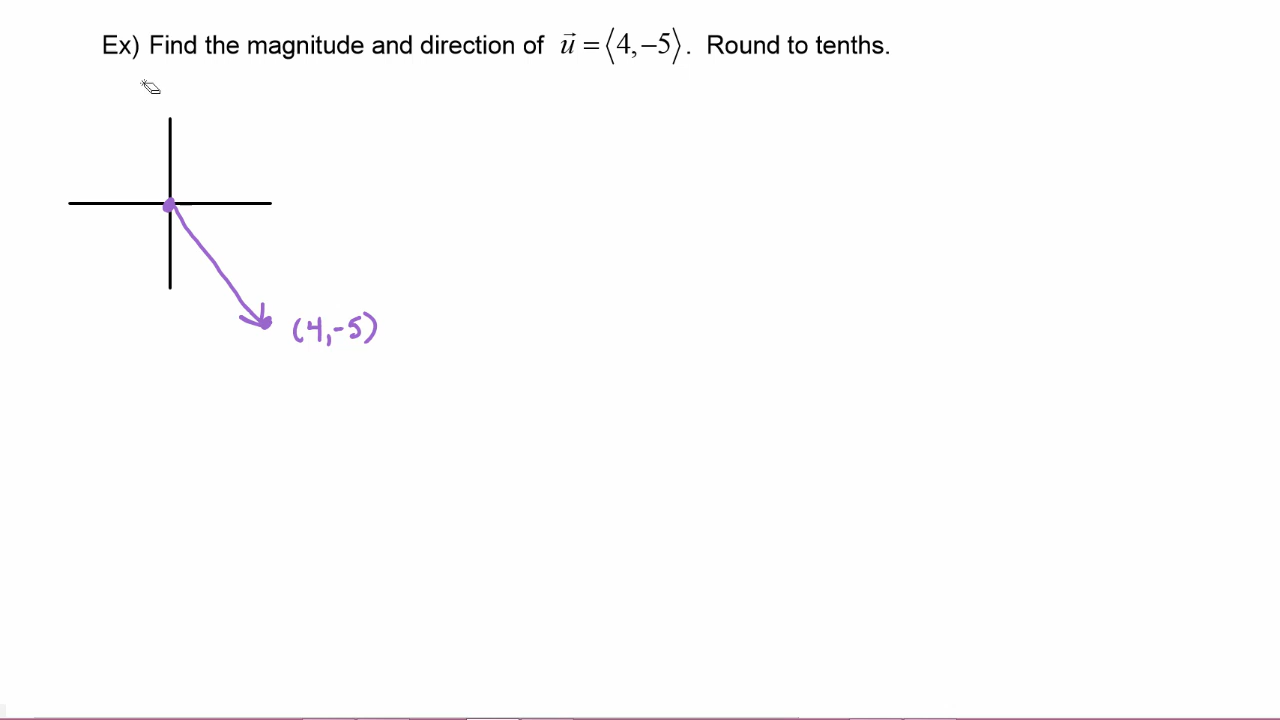 Ex) Find the magnitude and direction of u⃗ = ⟨4,−5⟩. Round to tenths.
(4,-5)